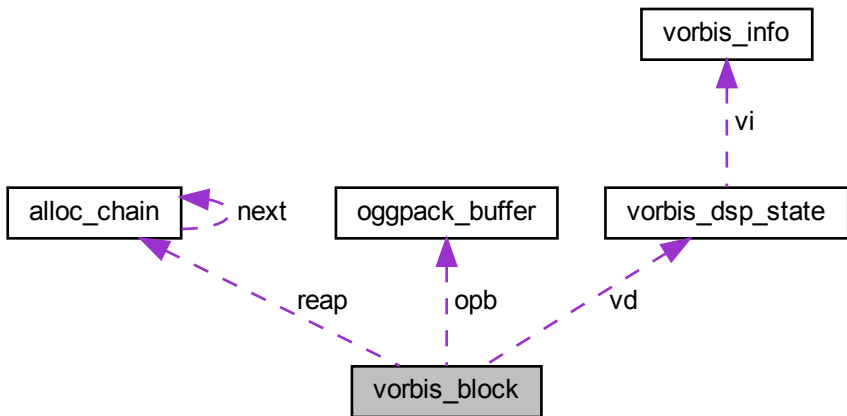 vorbis_info
vi
alloc_chain
next
oggpack_buffer
vorbis_dsp_state
reap
opb
vd
vorbis_block